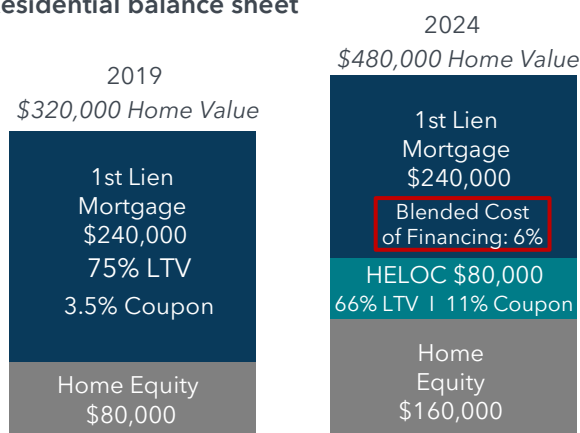 Residential balance sheet
2019
$320,000 Home Value
1st Lien
Mortgage
$240,000
75% LTV
3.5% Coupon
Home Equity
$80,000
2024
$480,000 Home Value
1st Lien
Mortgage
$240,000
Blended Cost
of Financing: 6%
HELOC $80,000
66% LTV I 11% Coupon
Home
Equity
$160,000